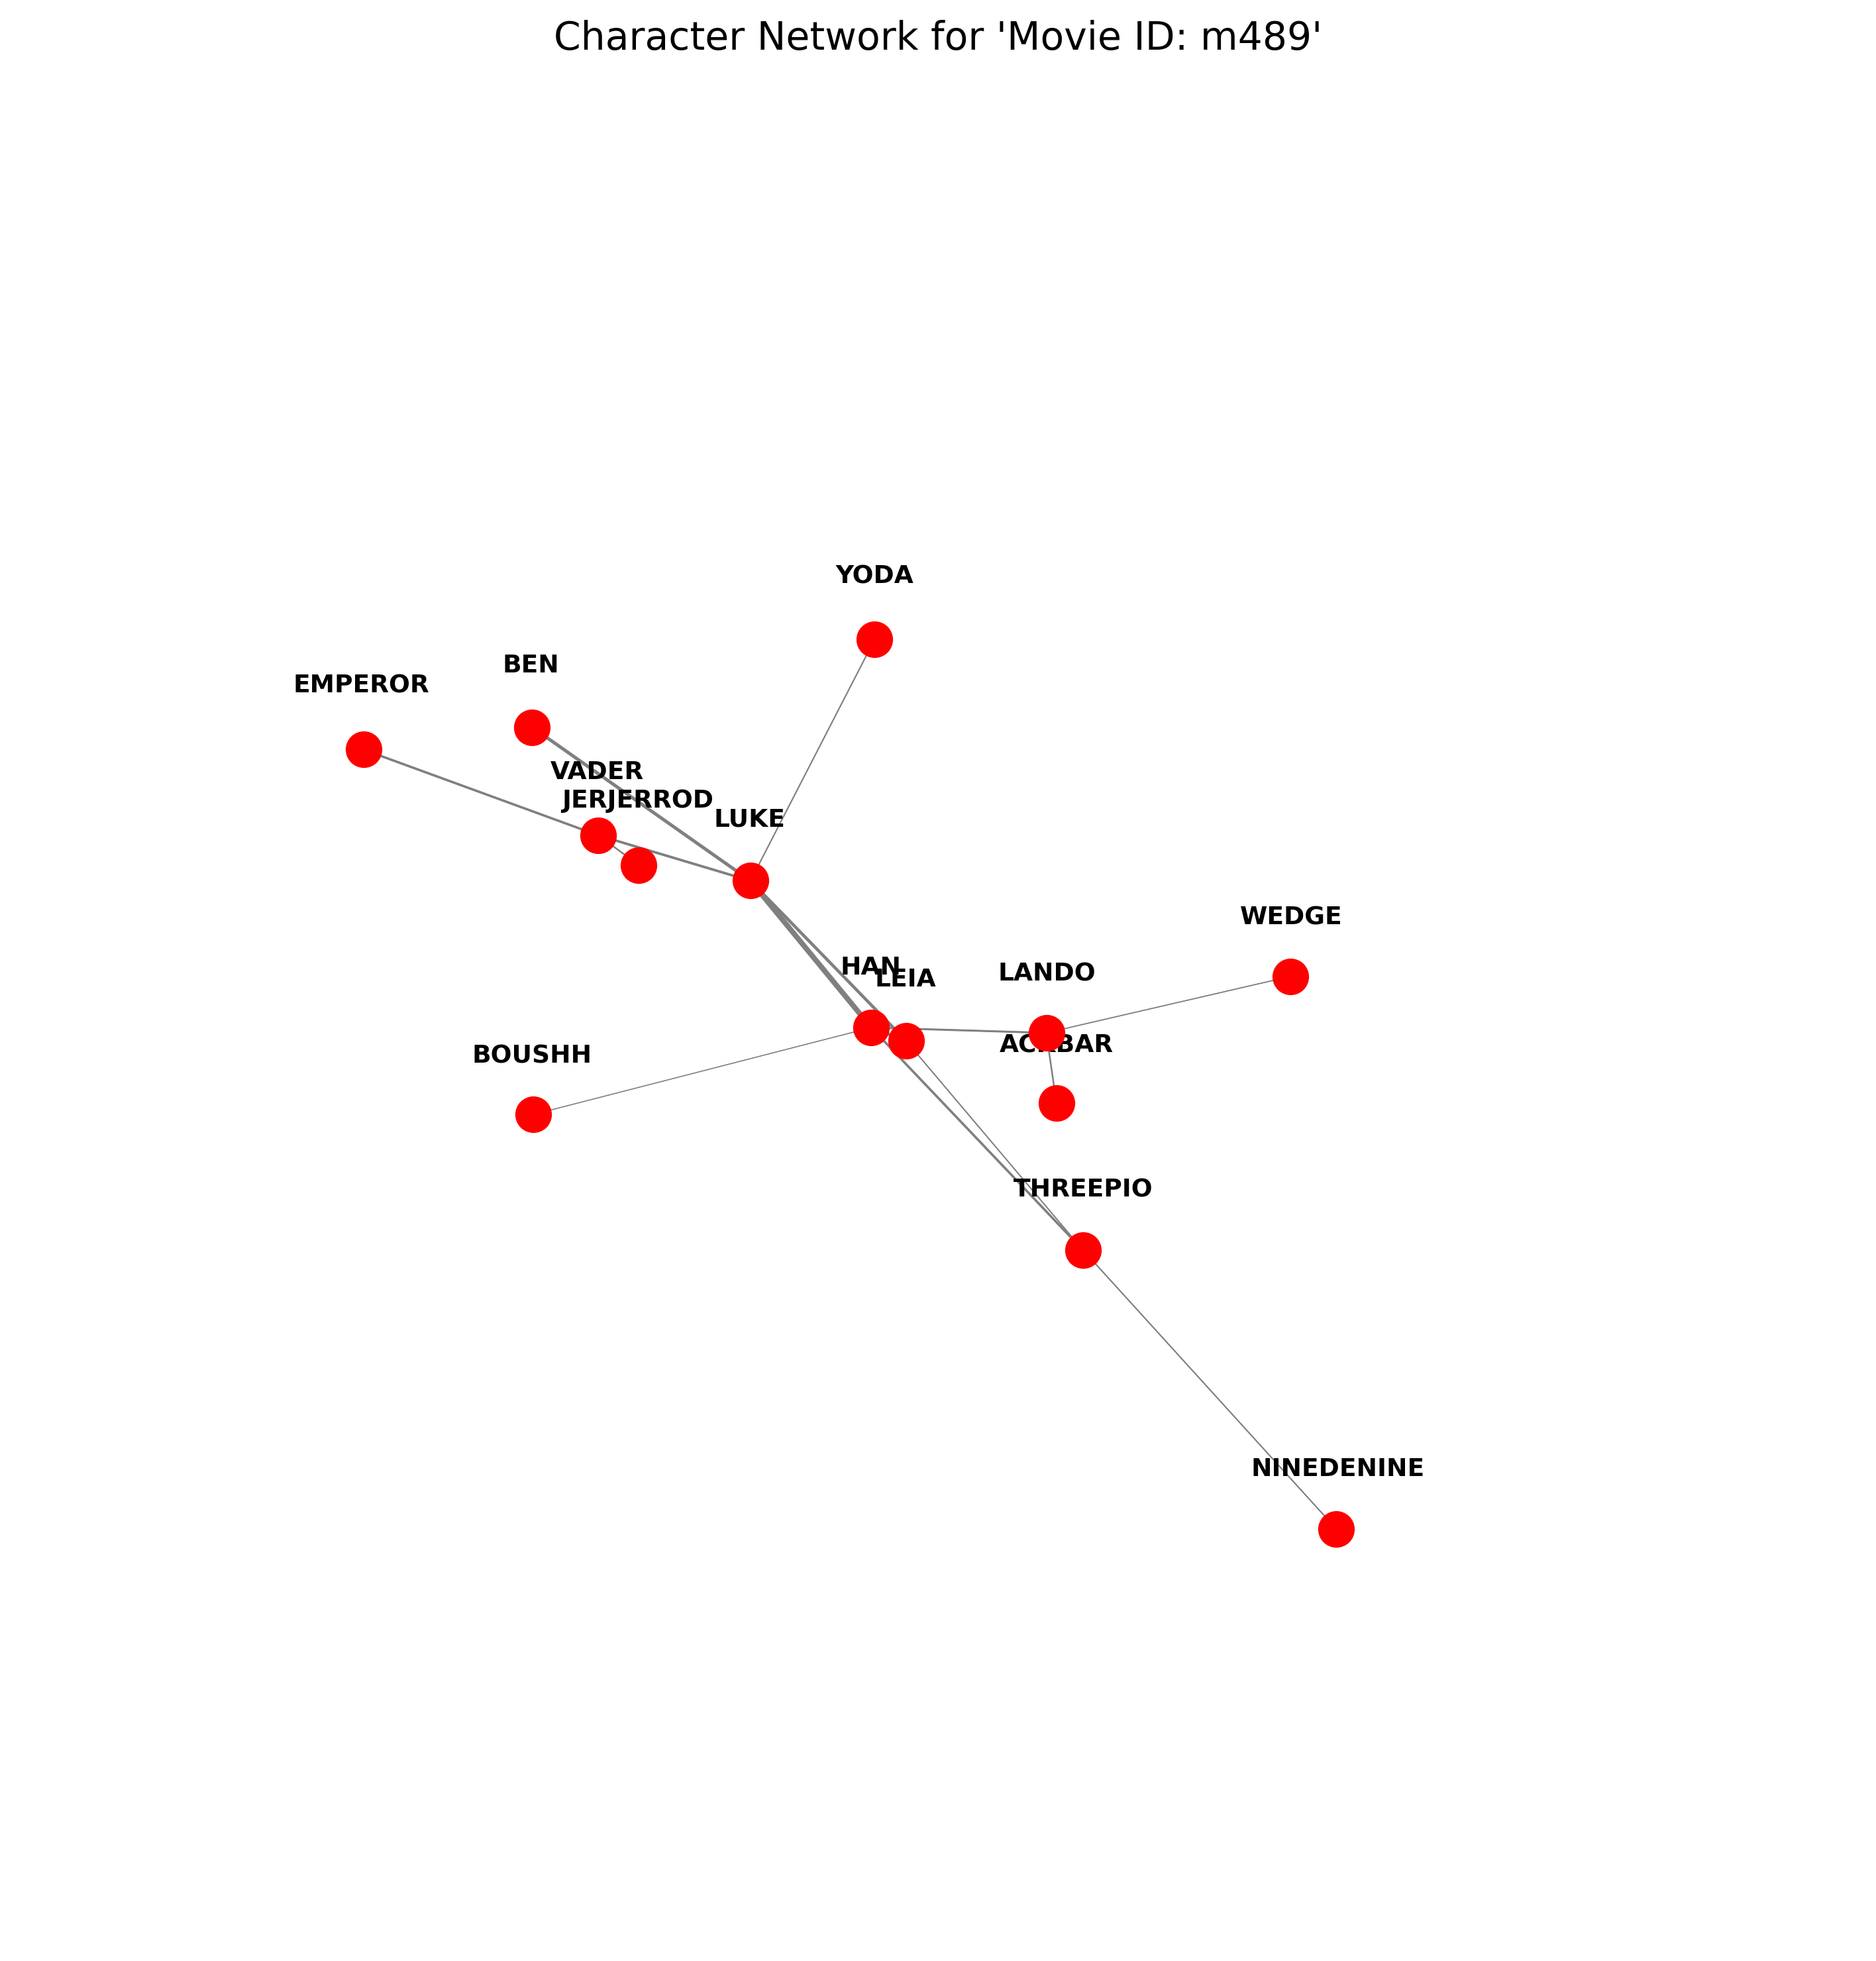 Character Network for 'Movie ID: m489'
YODA
BEN
EMPEROR
VADER
JERJERROD
LUKE
WEDGE
HAN
LEIA
LANDO
ACKBAR
BOUSHH
THREEPIO
NINEDENINE